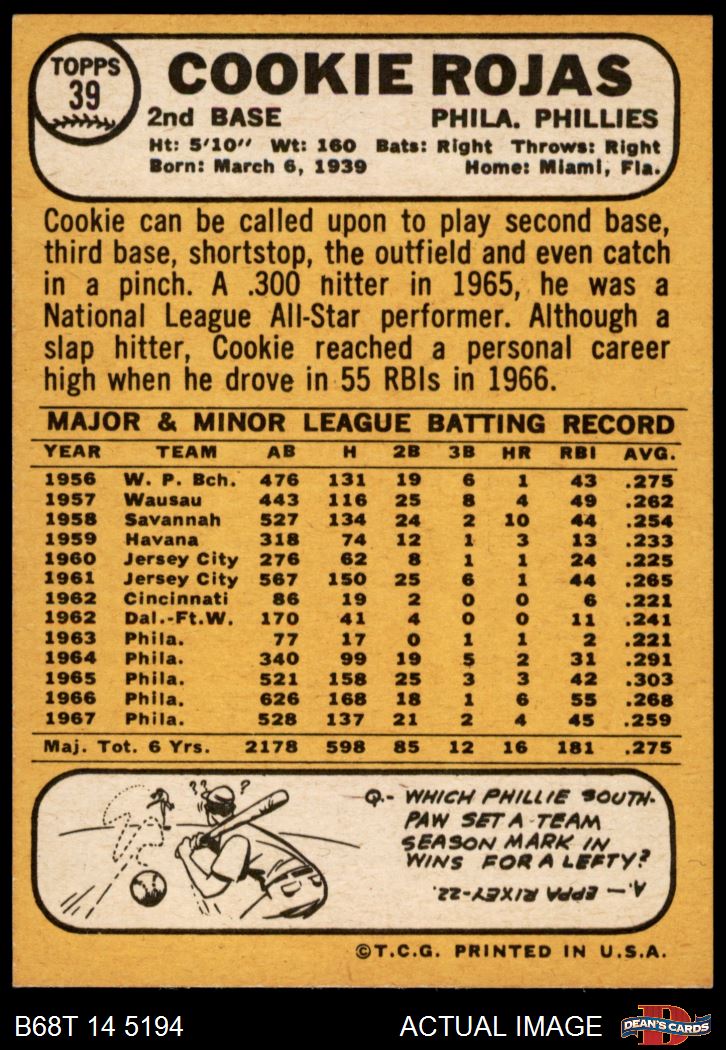 TOPPS
39
COOKIE ROJAS
2nd BASE PHILA. PHILLIES
Ht: 5'10" Wt: 160 Bats: Right Throws: Right
Born: March 6, 1939 Home: Miami, Fla.
Cookie can be called upon to play second base,
third base, shortstop, the outfield and even catch
in a pinch. A .300 hitter in 1965, he was a
National League All-Star performer. Although a
slap hitter, Cookie reached a personal career
high when he drove in 55 RBIs in 1966.
MAJOR & MINOR LEAGUE BATTING RECORD
YEAR TEAM AB H 2B 3B HR RBI AVG.
1956 W. P. Bch. 476 131 19 6 1 43 .275
1957 Wausau 443 116 25 8 4 49 .262
1958 Savannah 527 134 24 2 10 44 .254
1959 Havana 318 74 12 1 3 13 .233
1960 Jersey City 276 62 8 1 1 24 .225
1961 Jersey City 567 150 25 6 1 44 .265
1962 Cincinnati 86 19 2 0 0 6 .221
1962 Dal.-Ft.W. 170 41 4 0 0 11 .241
1963 Phila. 77 17 0 1 1 2 .221
1964 Phila. 340 99 19 5 2 31 .291
1965 Phila. 521 158 25 3 3 42 .303
1966 Phila. 626 168 18 1 6 55 .268
1967 Phila. 528 137 21 2 4 45 .259
Maj. Tot. 6 Yrs. 2178 598 85 12 16 181 .275
?? ?
Q.- WHICH PHILLIE SOUTH-
PAW SET A TEAM
SEASON MARK IN
WINS FOR A LEFTY?
A.- EPPA RIXEY-22.
©T.C.G. PRINTED IN U.S.A.
B68T 14 5194 ACTUAL IMAGE
D
DEAN'S CARDS